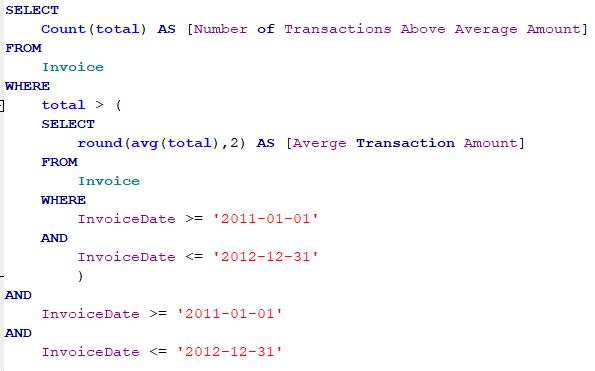 SELECT
Count(total) AS [Number of Transactions Above Average Amount]
FROM
Invoice
WHERE
total > (
SELECT
round(avg(total),2) AS [Averge Transaction Amount]
FROM
Invoice
WHERE
InvoiceDate >= '2011-01-01'
AND
InvoiceDate <= '2012-12-31'
)
AND
InvoiceDate >= '2011-01-01'
AND
InvoiceDate <= '2012-12-31'